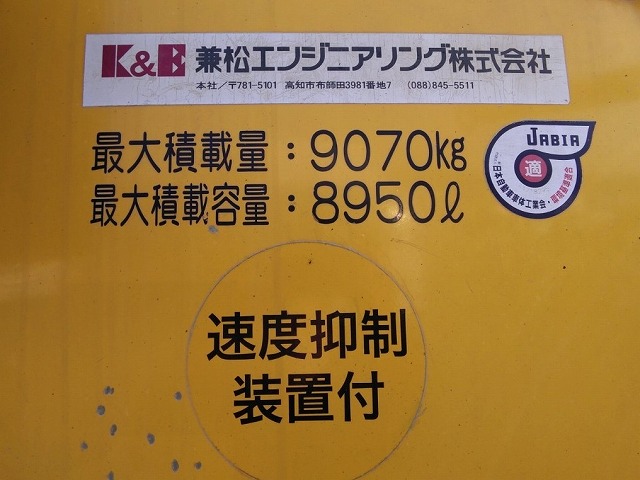 K&E 兼松エンジニアリング株式会社
本社/〒781-5101 高知市布師田3981番地7 (088)845-5511
最大積載量:9070kg
最大積載容量:8950ℓ
JABIA
適
日本自動車車体工業会・
速度抑制
装置付